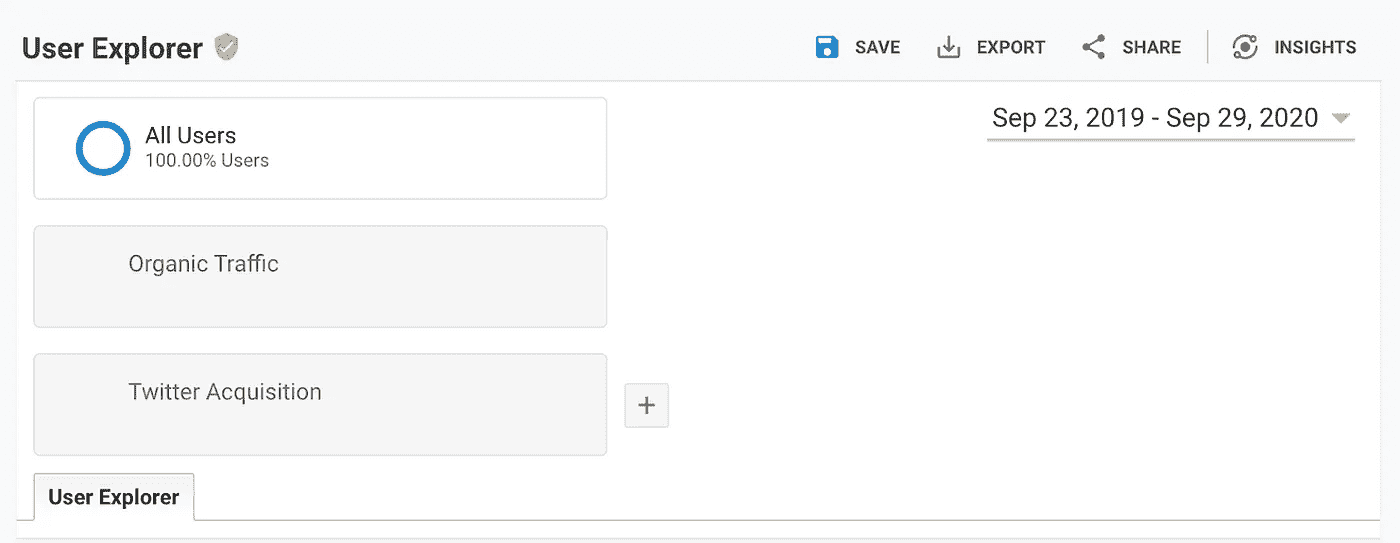 User Explorer
SAVE
EXPORT
SHARE
INSIGHTS
Sep 23, 2019 - Sep 29, 2020
All Users
100.00% Users
Organic Traffic
Twitter Acquisition
+
User Explorer